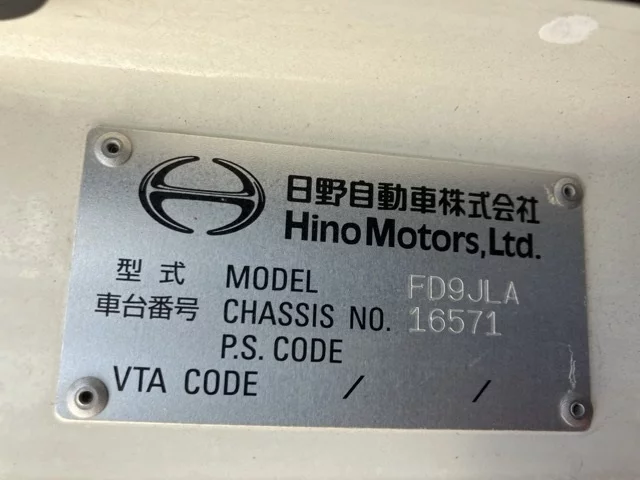 日野自動車株式会社
Hino Motors, Ltd.
型式 MODEL FD9JLA
車台番号 CHASSIS NO. 16571
P.S. CODE
VTA CODE / /